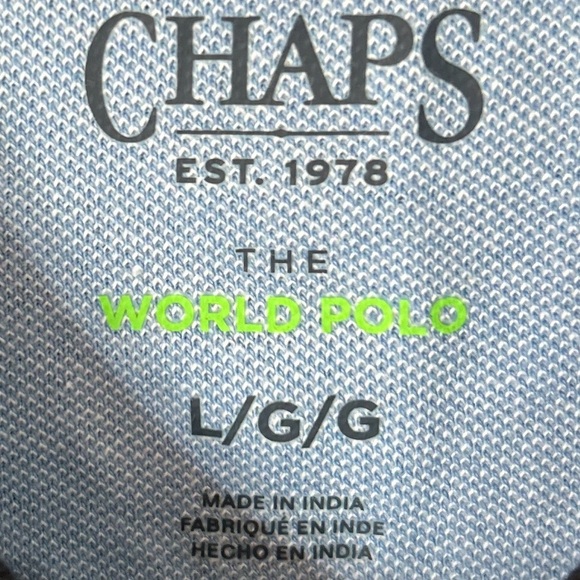 CHAPS
EST. 1978
THE
WORLD POLO
L/G/G
MADE IN INDIA
FABRIQUÉ EN INDE
HECHO EN INDIA